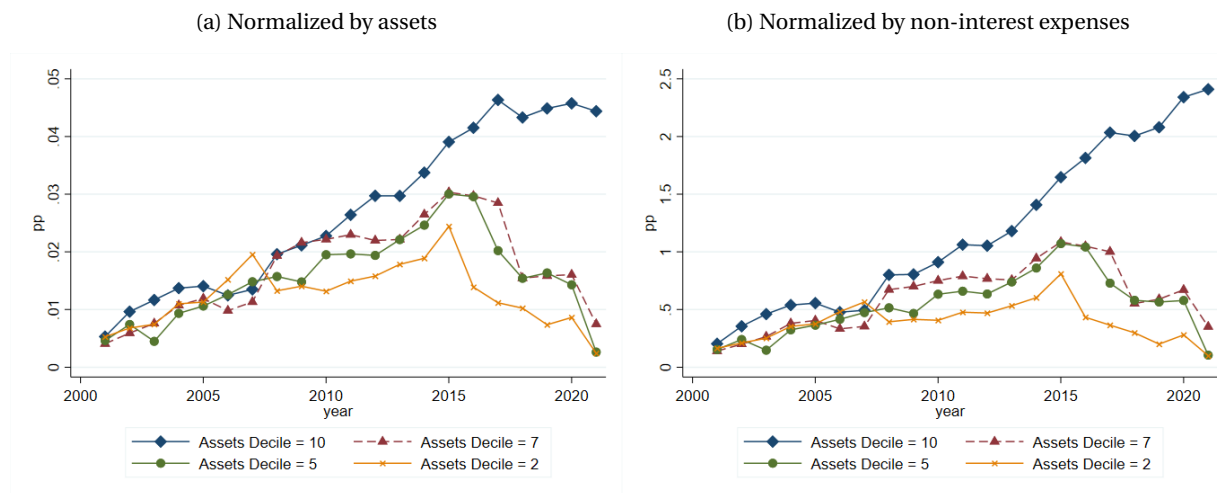 (a) Normalized by assets
.05
.04
.03
.02
.01
0
pp
2000 2005 2010 2015 2020
year
Assets Decile = 10 Assets Decile = 7
Assets Decile = 5 Assets Decile = 2
(b) Normalized by non-interest expenses
2.5
2
1.5
1
.5
0
pp
2000 2005 2010 2015 2020
year
Assets Decile = 10 Assets Decile = 7
Assets Decile = 5 Assets Decile = 2